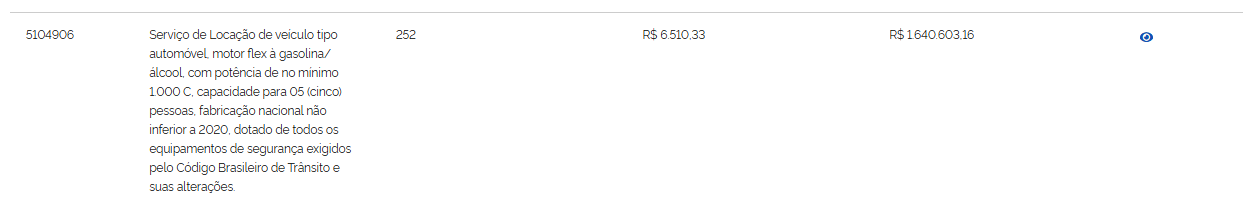 5104906
Serviço de Locação de veículo tipo
automóvel, motor flex à gasolina/
álcool, com potência de no mínimo
1.000 C, capacidade para 05 (cinco)
pessoas, fabricação nacional não
inferior a 2020, dotado de todos os
equipamentos de segurança exigidos
pelo Código Brasileiro de Trânsito e
suas alterações.
252
R$ 6.510,33
R$ 1.640.603,16